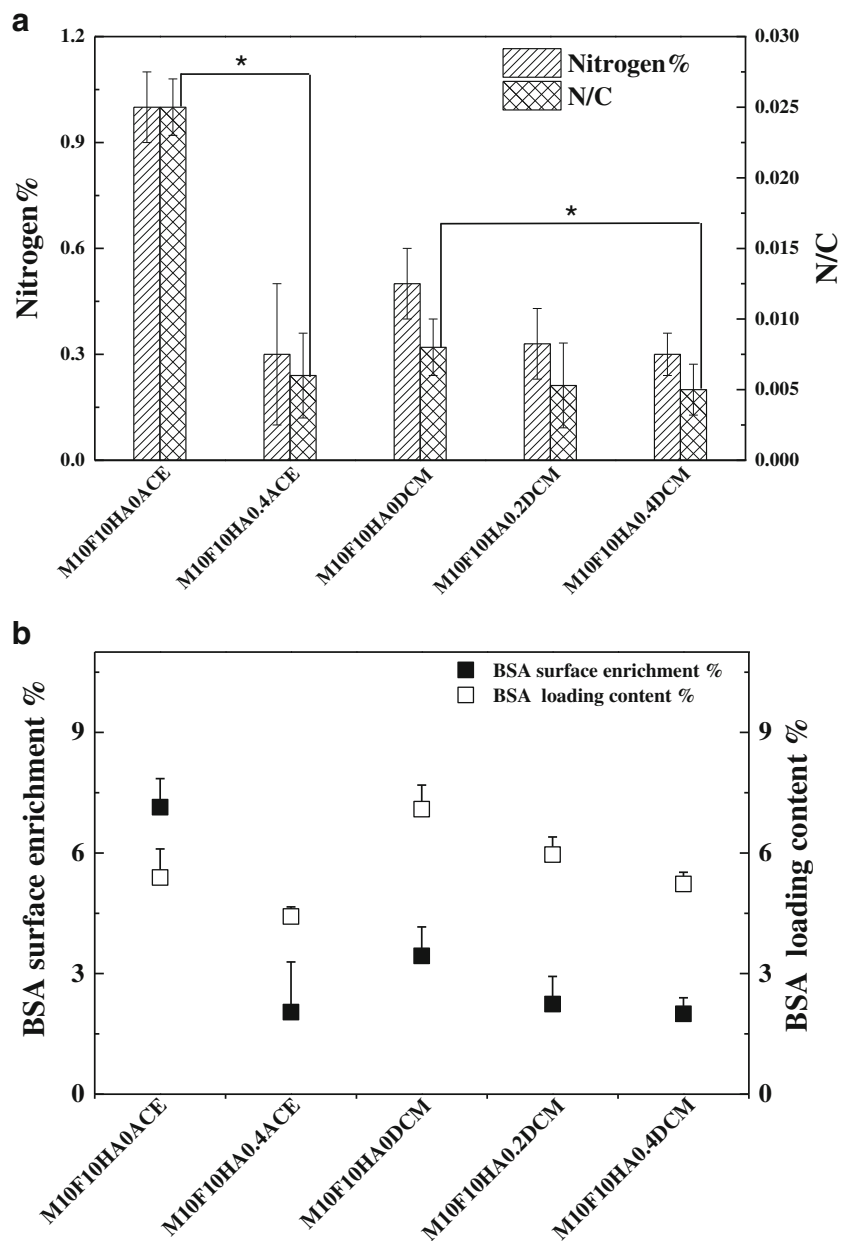 a
1.2
0.9
0.6
0.3
0.0
Nitrogen%
*
*
Nitrogen%
N/C
0.030
0.025
0.020
0.015
0.010
0.005
0.000
N/C
M10F10HA0ACE
M10F10HA0.4ACE
M10F10HA0DCM
M10F10HA0.2DCM
M10F10HA0.4DCM
b
BSA surface enrichment %
9
6
3
0
BSA surface enrichment %
BSA loading content %
9
6
3
0
BSA loading content %
M10F10HA0ACE
M10F10HA0.4ACE
M10F10HA0DCM
M10F10HA0.2DCM
M10F10HA0.4DCM